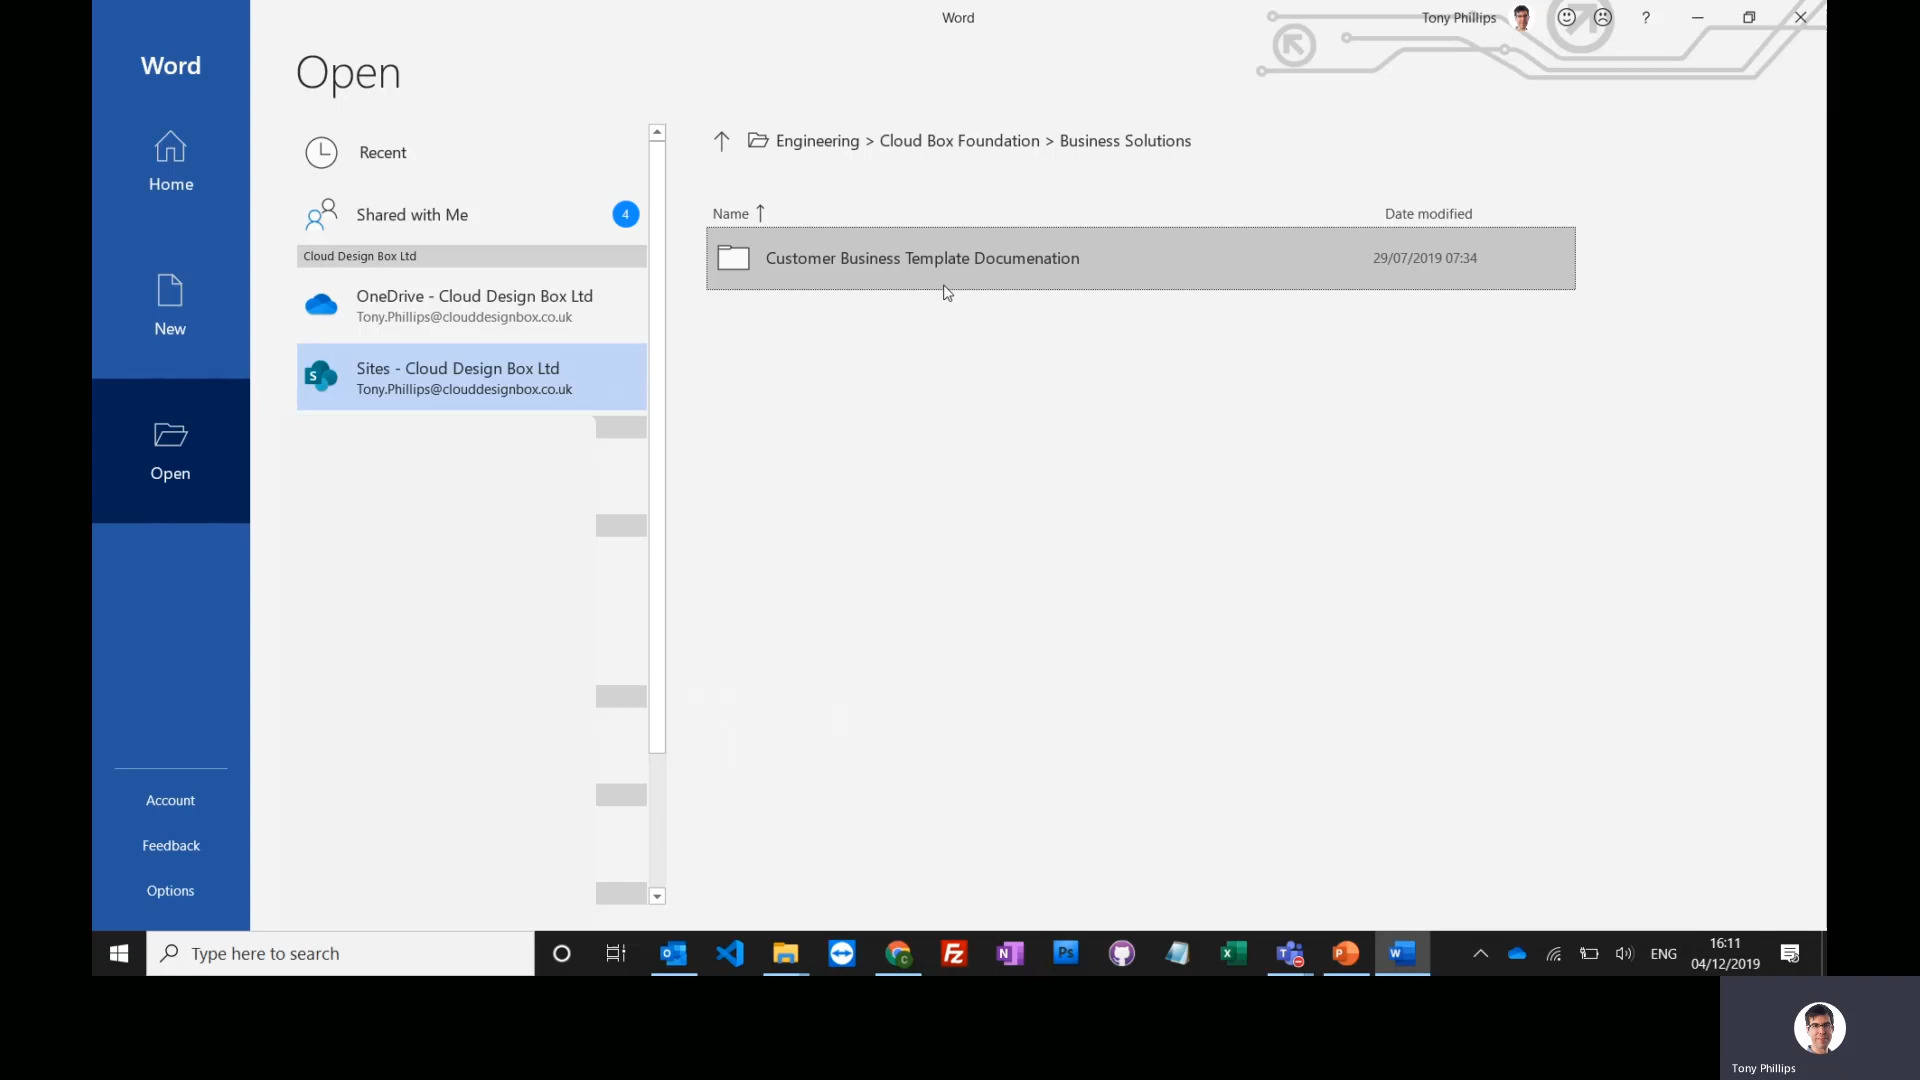 Word
Tony Phillips
?
Word
Open
Home
New
Open
Account
Feedback
Options
Recent
Shared with Me
4
Cloud Design Box Ltd
OneDrive - Cloud Design Box Ltd
Tony.Phillips@clouddesignbox.co.uk
S
Sites - Cloud Design Box Ltd
Tony.Phillips@clouddesignbox.co.uk
Engineering > Cloud Box Foundation > Business Solutions
Name
Date modified
Customer Business Template Documenation
29/07/2019 07:34
Type here to search
ENG
16:11
04/12/2019
Tony Phillips